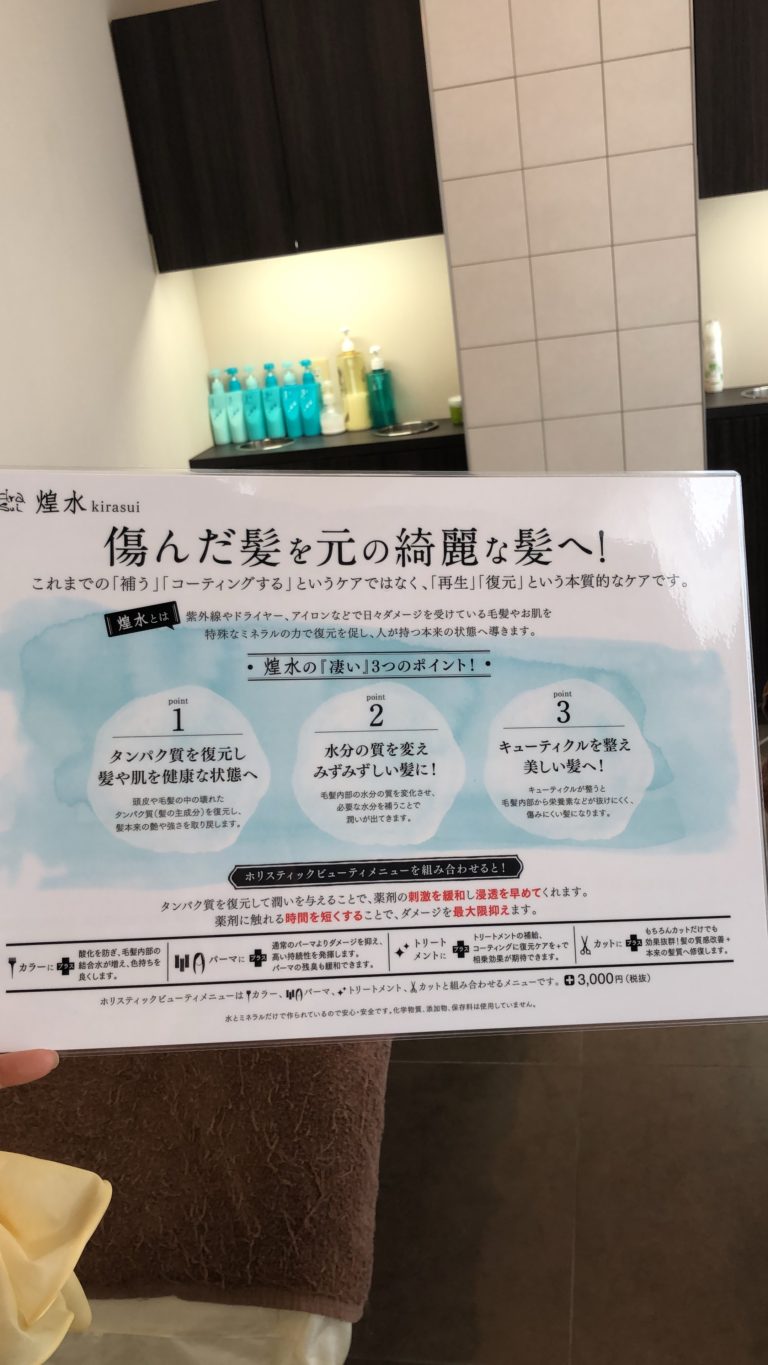 煌水 kirasui
傷んだ髪を元の綺麗な髪へ!
これまでの「補う」「コーティングする」というケアではなく、「再生」「復元」という本質的なケアです。
煌水とは
紫外線やドライヤー、アイロンなどで日々ダメージを受けている毛髪やお肌を
特殊なミネラルの力で復元を促し、人が持つ本来の状態へ導きます。
・煌水の『凄い』3つのポイント!・
point
1
タンパク質を復元し
髪や肌を健康な状態へ
頭皮や毛髪の中の壊れた
タンパク質(髪の主成分)を復元し、
髪本来の艶や強さを取り戻します。
point
2
水分の質を変え
みずみずしい髪に!
毛髪内部の水分の質を変化させ、
必要な水分を補うことで
潤いが出てきます。
point
3
キューティクルを整え
美しい髪へ!
キューティクルが整うと
毛髪内部から栄養素などが抜けにくく、
傷みにくい髪になります。
ホリスティックビューティメニューを組み合わせると!
タンパク質を復元して潤いを与えることで、薬剤の刺激を緩和し浸透を早めてくれます。
薬剤に触れる時間を短くすることで、ダメージを最大限抑えます。
カラーに プラス
酸化を防ぎ、毛髪内部の
結合水が増え、色持ちを
良くします。
パーマに プラス
通常のパーマよりダメージを抑え、
高い持続性を発揮します。
パーマの残臭も緩和できます。
トリート
メントに プラス
トリートメントの補給、
コーティングに復元ケアを+で
相乗効果が期待できます。
カットに プラス
もちろんカットだけでも
効果抜群!髪の質感改善+
本来の髪質へ修復します。
ホリスティックビューティメニューはカラー、パーマ、トリートメント、カットと組み合わせるメニューです。+3,000円(税抜)
水とミネラルだけで作られているので安心・安全です。化学物質、添加物、保存料は使用していません。